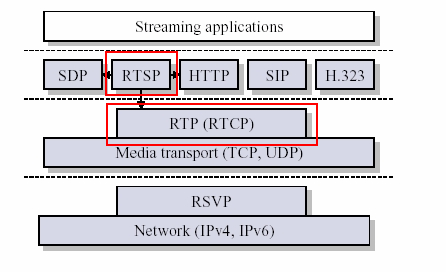 Streaming applications
SDP RTSP HTTP SIP H.323
RTP (RTCP)
Media transport (TCP, UDP)
RSVP
Network (IPv4, IPv6)